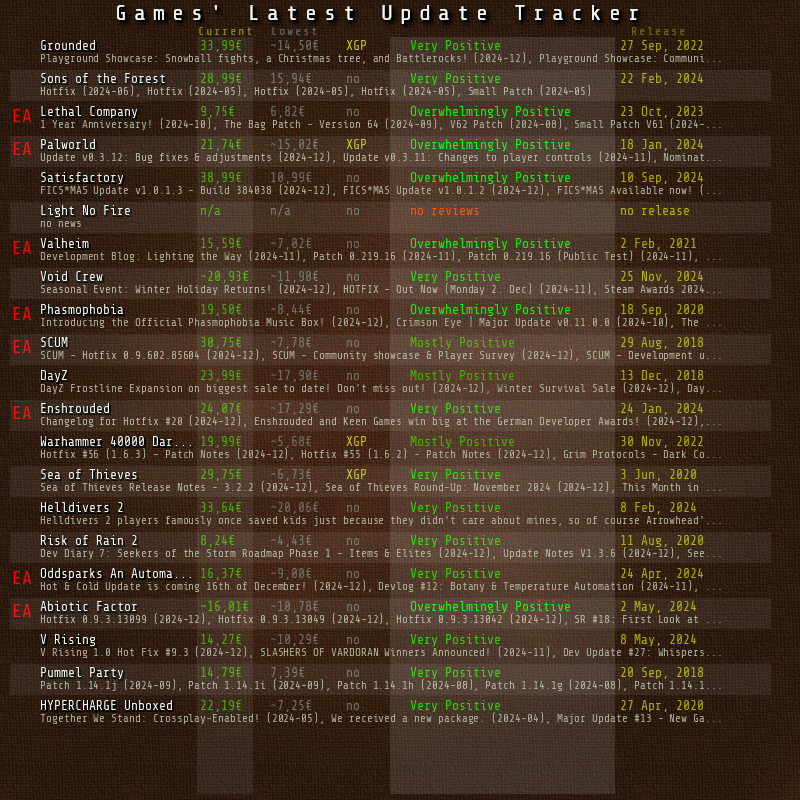 Games' Latest Update Tracker
Current Lowest Release
Grounded 33,99€ ~14,50€ XGP Very Positive 27 Sep, 2022
Playground Showcase: Snowball fights, a Christmas tree, and Battlerocks! (2024-12), Playground Showcase: Communi...
Sons of the Forest 28,99€ 15,94€ no Very Positive 22 Feb, 2024
Hotfix (2024-06), Hotfix (2024-05), Hotfix (2024-05), Hotfix (2024-05), Small Patch (2024-05)
EA Lethal Company 9,75€ 6,82€ no Overwhelmingly Positive 23 Oct, 2023
1 Year Anniversary! (2024-10), The Bag Patch - Version 64 (2024-09), V62 Patch (2024-08), Small Patch V61 (2024-...
EA Palworld 21,74€ ~15,02€ XGP Overwhelmingly Positive 18 Jan, 2024
Update v0.3.12: Bug fixes & adjustments (2024-12), Update v0.3.11: Changes to player controls (2024-11), Nominat...
Satisfactory 38,99€ 10,99€ no Overwhelmingly Positive 10 Sep, 2024
FICS*MAS Update v1.0.1.3 - Build 384038 (2024-12), FICS*MAS Update v1.0.1.2 (2024-12), FICS*MAS Available now! (...
Light No Fire n/a n/a no no reviews no release
no news
EA Valheim 15,59€ ~7,02€ no Overwhelmingly Positive 2 Feb, 2021
Development Blog: Lighting the Way (2024-11), Patch 0.219.16 (2024-11), Patch 0.219.16 (Public Test) (2024-11), ...
Void Crew ~20,93€ ~11,90€ no Very Positive 25 Nov, 2024
Seasonal Event: Winter Holiday Returns! (2024-12), HOTFIX - Out Now (Monday 2. Dec) (2024-11), Steam Awards 2024...
EA Phasmophobia 19,50€ ~8,44€ no Overwhelmingly Positive 18 Sep, 2020
Introducing the Official Phasmophobia Music Box! (2024-12), Crimson Eye | Major Update v0.11.0.0 (2024-10), The ...
EA SCUM 30,75€ ~7,78€ no Mostly Positive 29 Aug, 2018
SCUM - Hotfix 0.9.602.85604 (2024-12), SCUM - Community showcase & Player Survey (2024-12), SCUM - Development u...
DayZ 23,99€ ~17,90€ no Mostly Positive 13 Dec, 2018
DayZ Frostline Expansion on biggest sale to date! Don't miss out! (2024-12), Winter Survival Sale (2024-12), Day...
EA Enshrouded 24,07€ ~17,29€ no Very Positive 24 Jan, 2024
Changelog for Hotfix #20 (2024-12), Enshrouded and Keen Games win big at the German Developer Awards! (2024-12),...
Warhammer 40000 Dar... 19,99€ ~5,68€ XGP Mostly Positive 30 Nov, 2022
Hotfix #56 (1.6.3) - Patch Notes (2024-12), Hotfix #55 (1.6.2) - Patch Notes (2024-12), Grim Protocols - Dark Co...
Sea of Thieves 29,75€ ~6,73€ XGP Very Positive 3 Jun, 2020
Sea of Thieves Release Notes - 3.2.2 (2024-12), Sea of Thieves Round-Up: November 2024 (2024-12), This Month in ...
Helldivers 2 33,64€ ~20,06€ no Very Positive 8 Feb, 2024
Helldivers 2 players famously once saved kids just because they didn't care about mines, so of course Arrowhead'...
Risk of Rain 2 8,24€ ~4,43€ no Very Positive 11 Aug, 2020
Dev Diary 7: Seekers of the Storm Roadmap Phase 1 - Items & Elites (2024-12), Update Notes V1.3.6 (2024-12), See...
EA Oddsparks An Automa... 16,37€ ~9,00€ no Very Positive 24 Apr, 2024
Hot & Cold Update is coming 16th of December! (2024-12), Devlog #12: Botany & Temperature Automation (2024-11), ...
EA Abiotic Factor ~16,01€ ~10,78€ no Overwhelmingly Positive 2 May, 2024
Hotfix 0.9.3.13099 (2024-12), Hotfix 0.9.3.13049 (2024-12), Hotfix 0.9.3.13042 (2024-12), SR #18: First Look at ...
V Rising 14,27€ ~10,29€ no Very Positive 8 May, 2024
V Rising 1.0 Hot Fix #9.3 (2024-12), SLASHERS OF VARDORAN Winners Announced! (2024-11), Dev Update #27: Whispers...
Pummel Party 14,79€ 7,39€ no Very Positive 20 Sep, 2018
Patch 1.14.1j (2024-09), Patch 1.14.1i (2024-09), Patch 1.14.1h (2024-08), Patch 1.14.1g (2024-08), Patch 1.14.1...
HYPERCHARGE Unboxed 22,19€ ~7,25€ no Very Positive 27 Apr, 2020
Together We Stand: Crossplay-Enabled! (2024-05), We received a new package. (2024-04), Major Update #13 - New Ga...